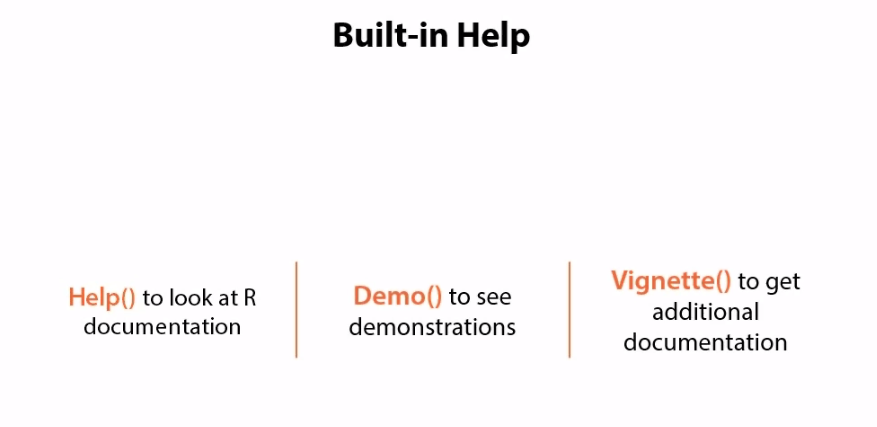 Built-in Help
Help() to look at R
documentation
Demo() to see
demonstrations
Vignette() to get
additional
documentation